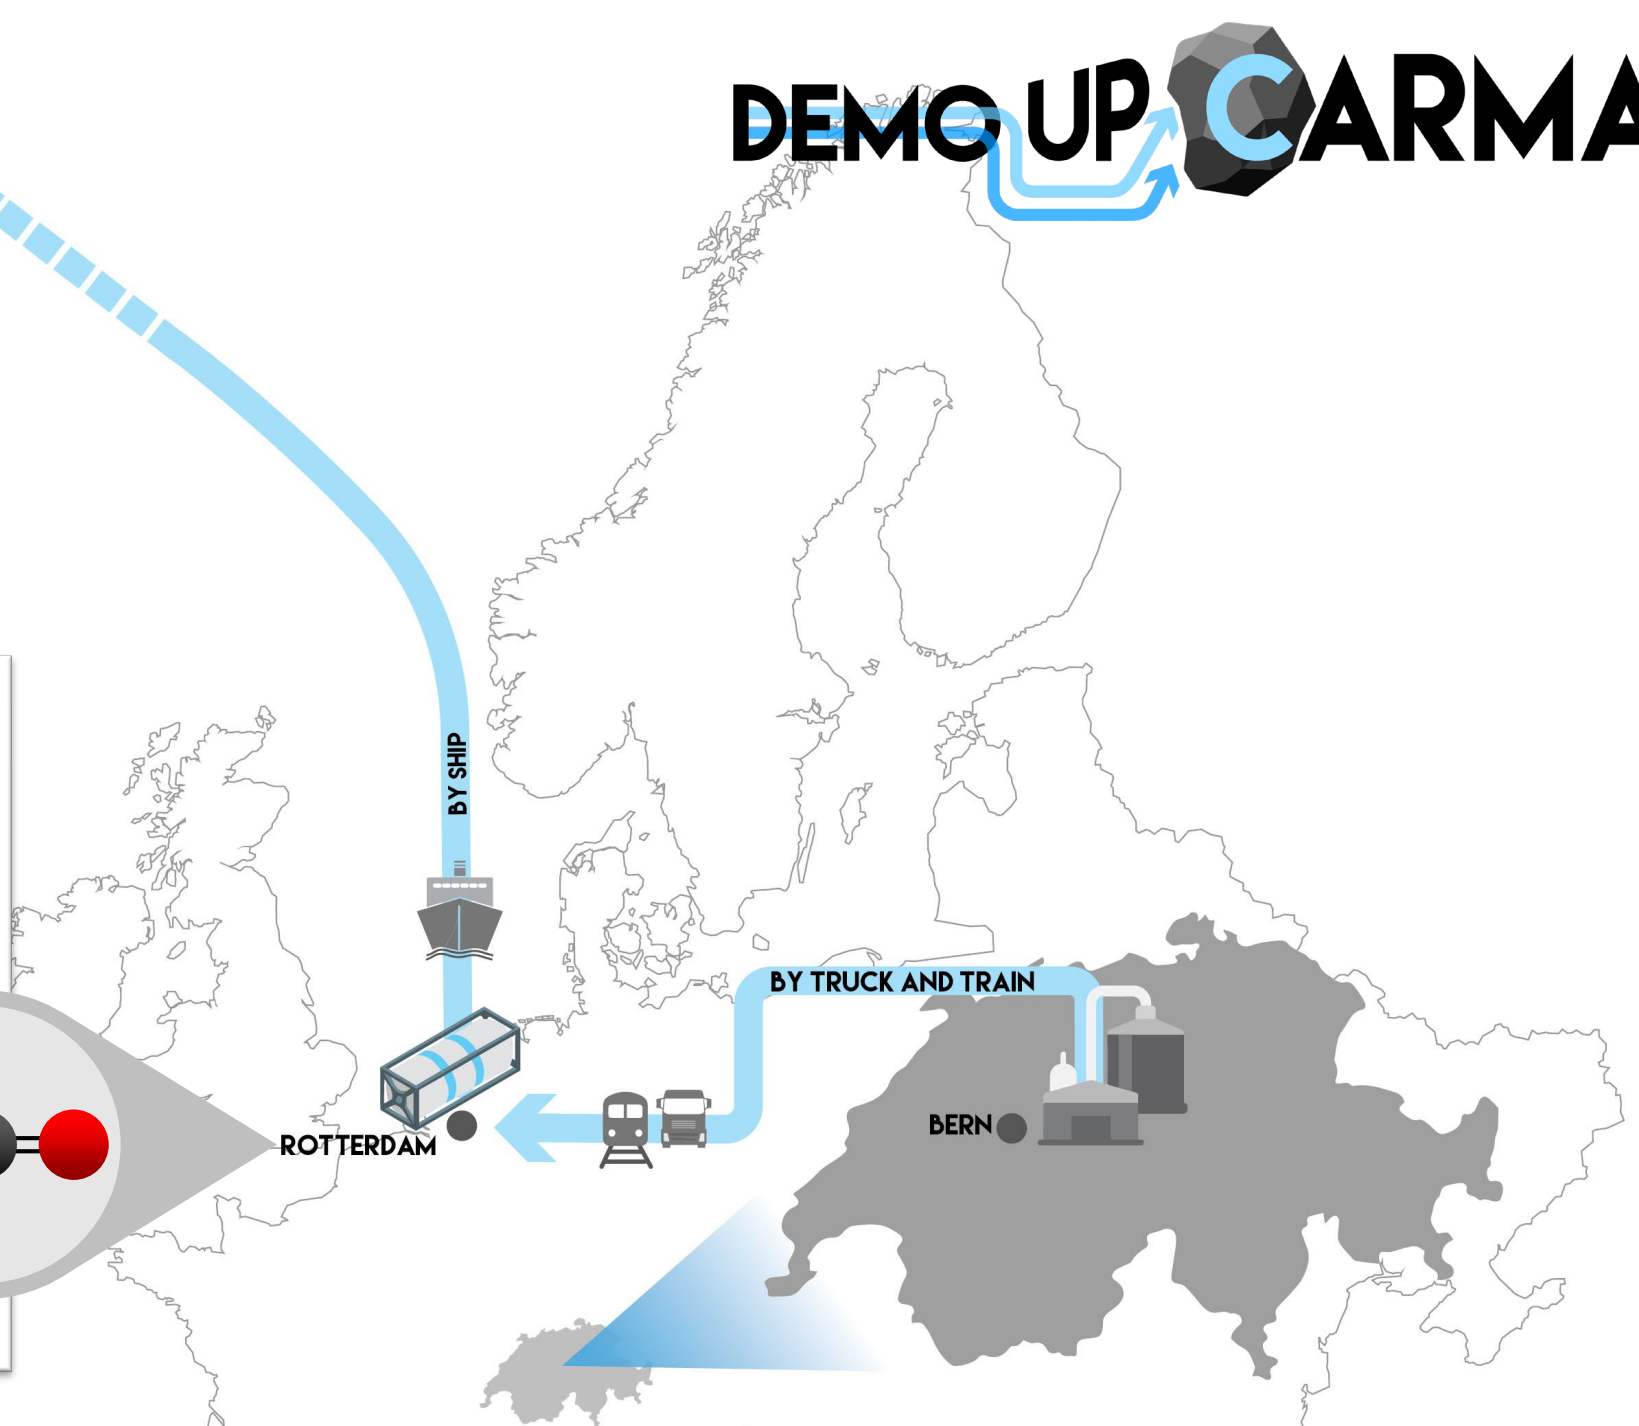 DEMO UP CARMA
BY SHIP
BY TRUCK AND TRAIN
BERN
ROTTERDAM